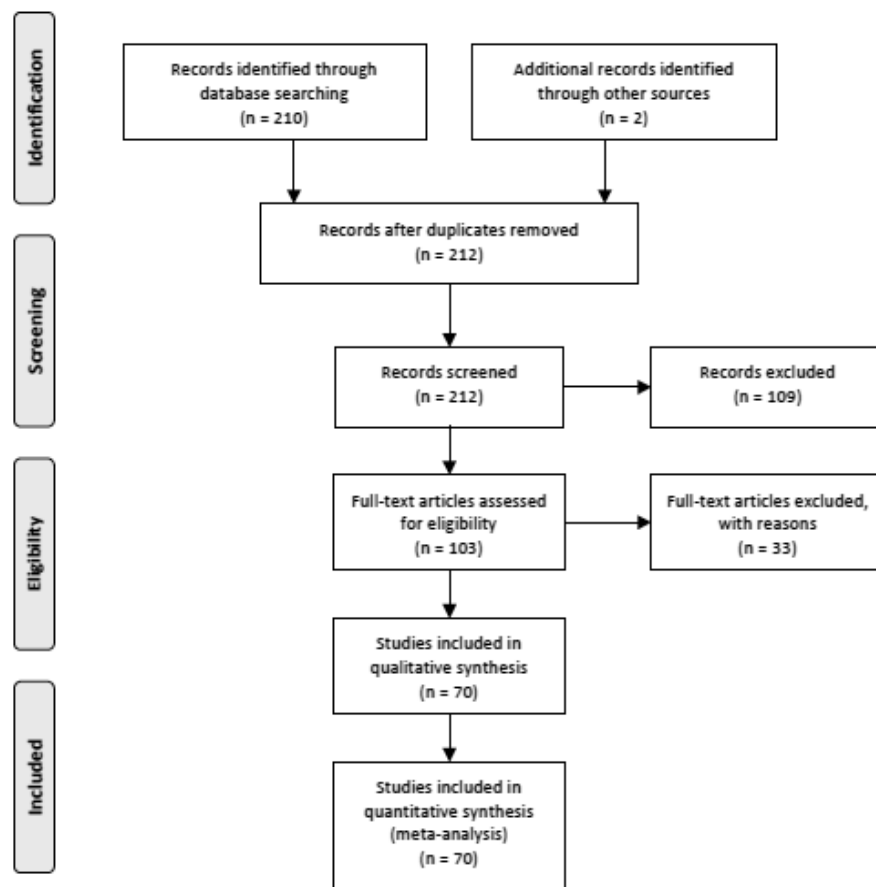 Identification
Records identified through
database searching
(n = 210)
Additional records identified
through other sources
(n = 2)
Records after duplicates removed
(n = 212)
Screening
Records screened
(n = 212)
Records excluded
(n = 109)
Eligibility
Full-text articles assessed
for eligibility
(n = 103)
Full-text articles excluded,
with reasons
(n = 33)
Studies included in
qualitative synthesis
(n = 70)
Included
Studies included in
quantitative synthesis
(meta-analysis)
(n = 70)